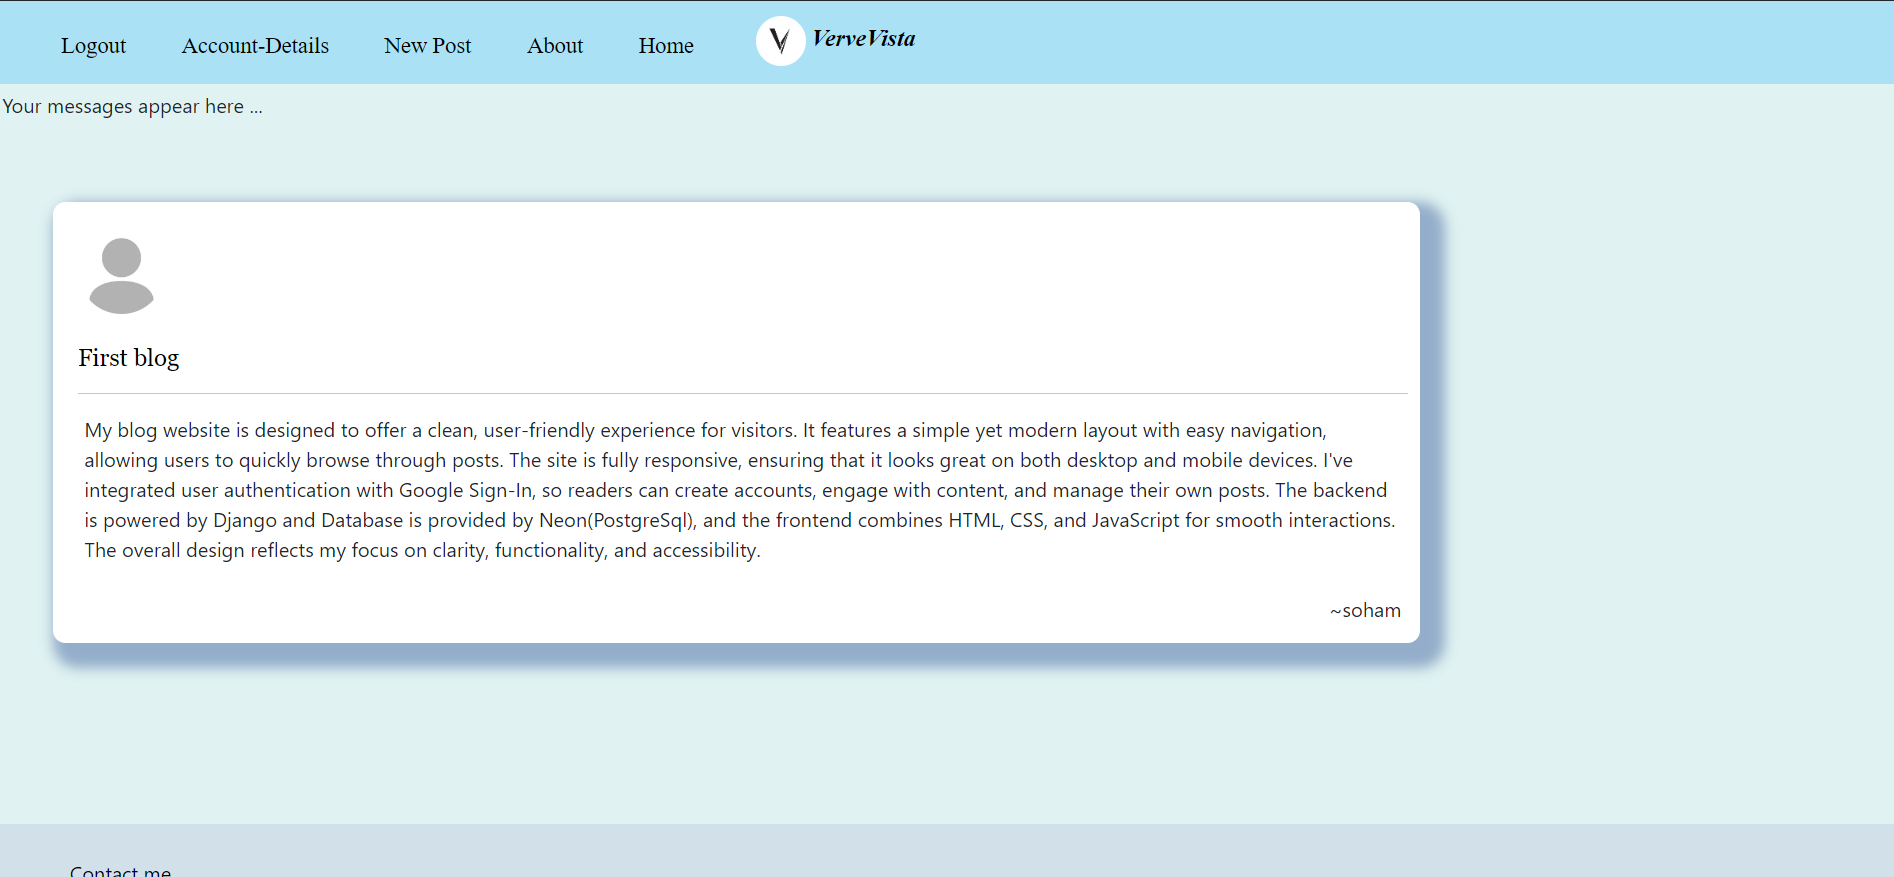 Logout Account-Details New Post About Home V VerveVista
Your messages appear here ...
First blog
My blog website is designed to offer a clean, user-friendly experience for visitors. It features a simple yet modern layout with easy navigation,
allowing users to quickly browse through posts. The site is fully responsive, ensuring that it looks great on both desktop and mobile devices. I've
integrated user authentication with Google Sign-In, so readers can create accounts, engage with content, and manage their own posts. The backend
is powered by Django and Database is provided by Neon(PostgreSql), and the frontend combines HTML, CSS, and JavaScript for smooth interactions.
The overall design reflects my focus on clarity, functionality, and accessibility.
~soham
Contact me